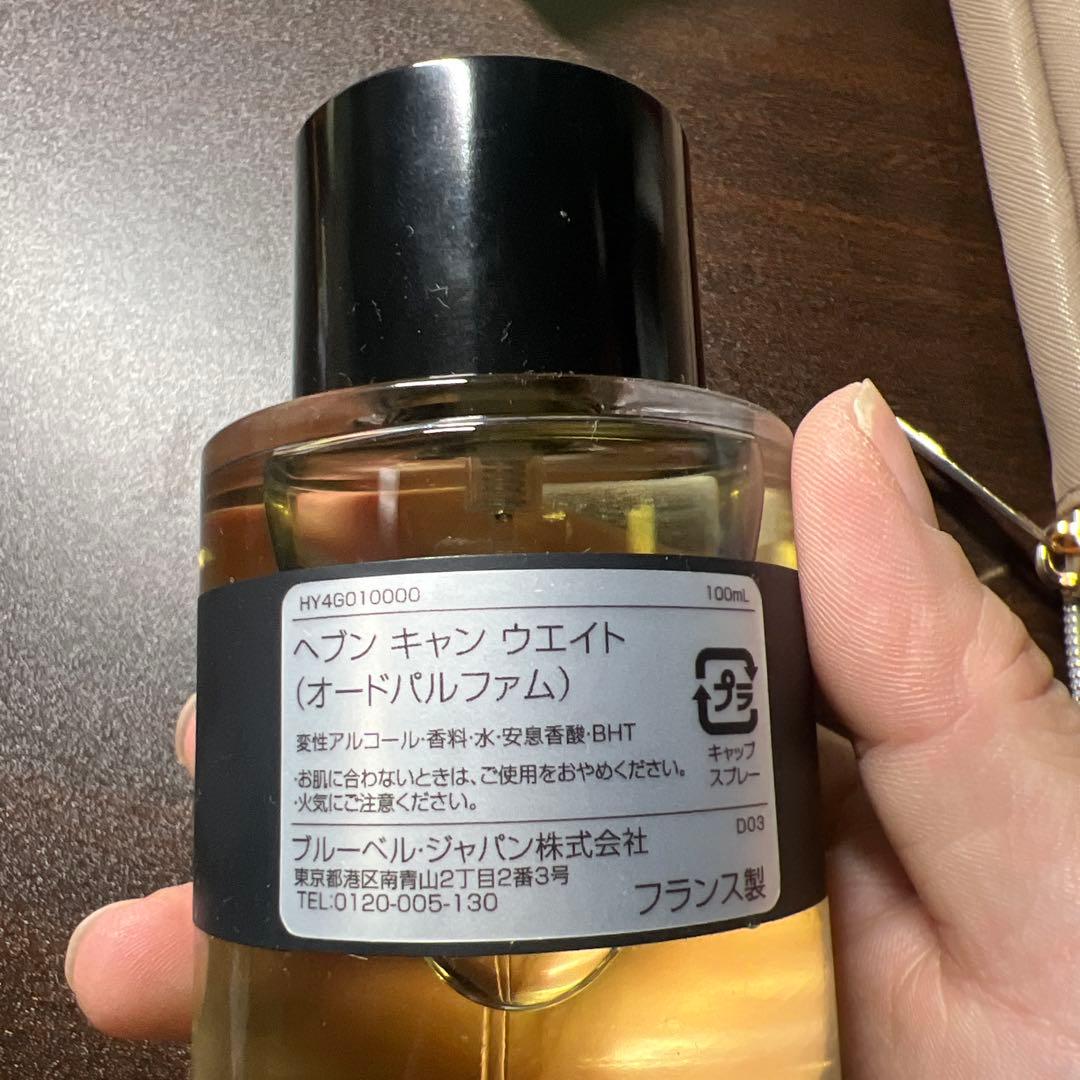 HY4G010000 100mL
ヘブン キャン ウエイト
(オードパルファム)
プラ
変性アルコール・香料・水・安息香酸・BHT
キャップ
スプレー
・お肌に合わないときは、ご使用をおやめください。
・火気にご注意ください。
D03
ブルーベル・ジャパン株式会社
東京都港区南青山2丁目2番3号
TEL:0120-005-130
フランス製